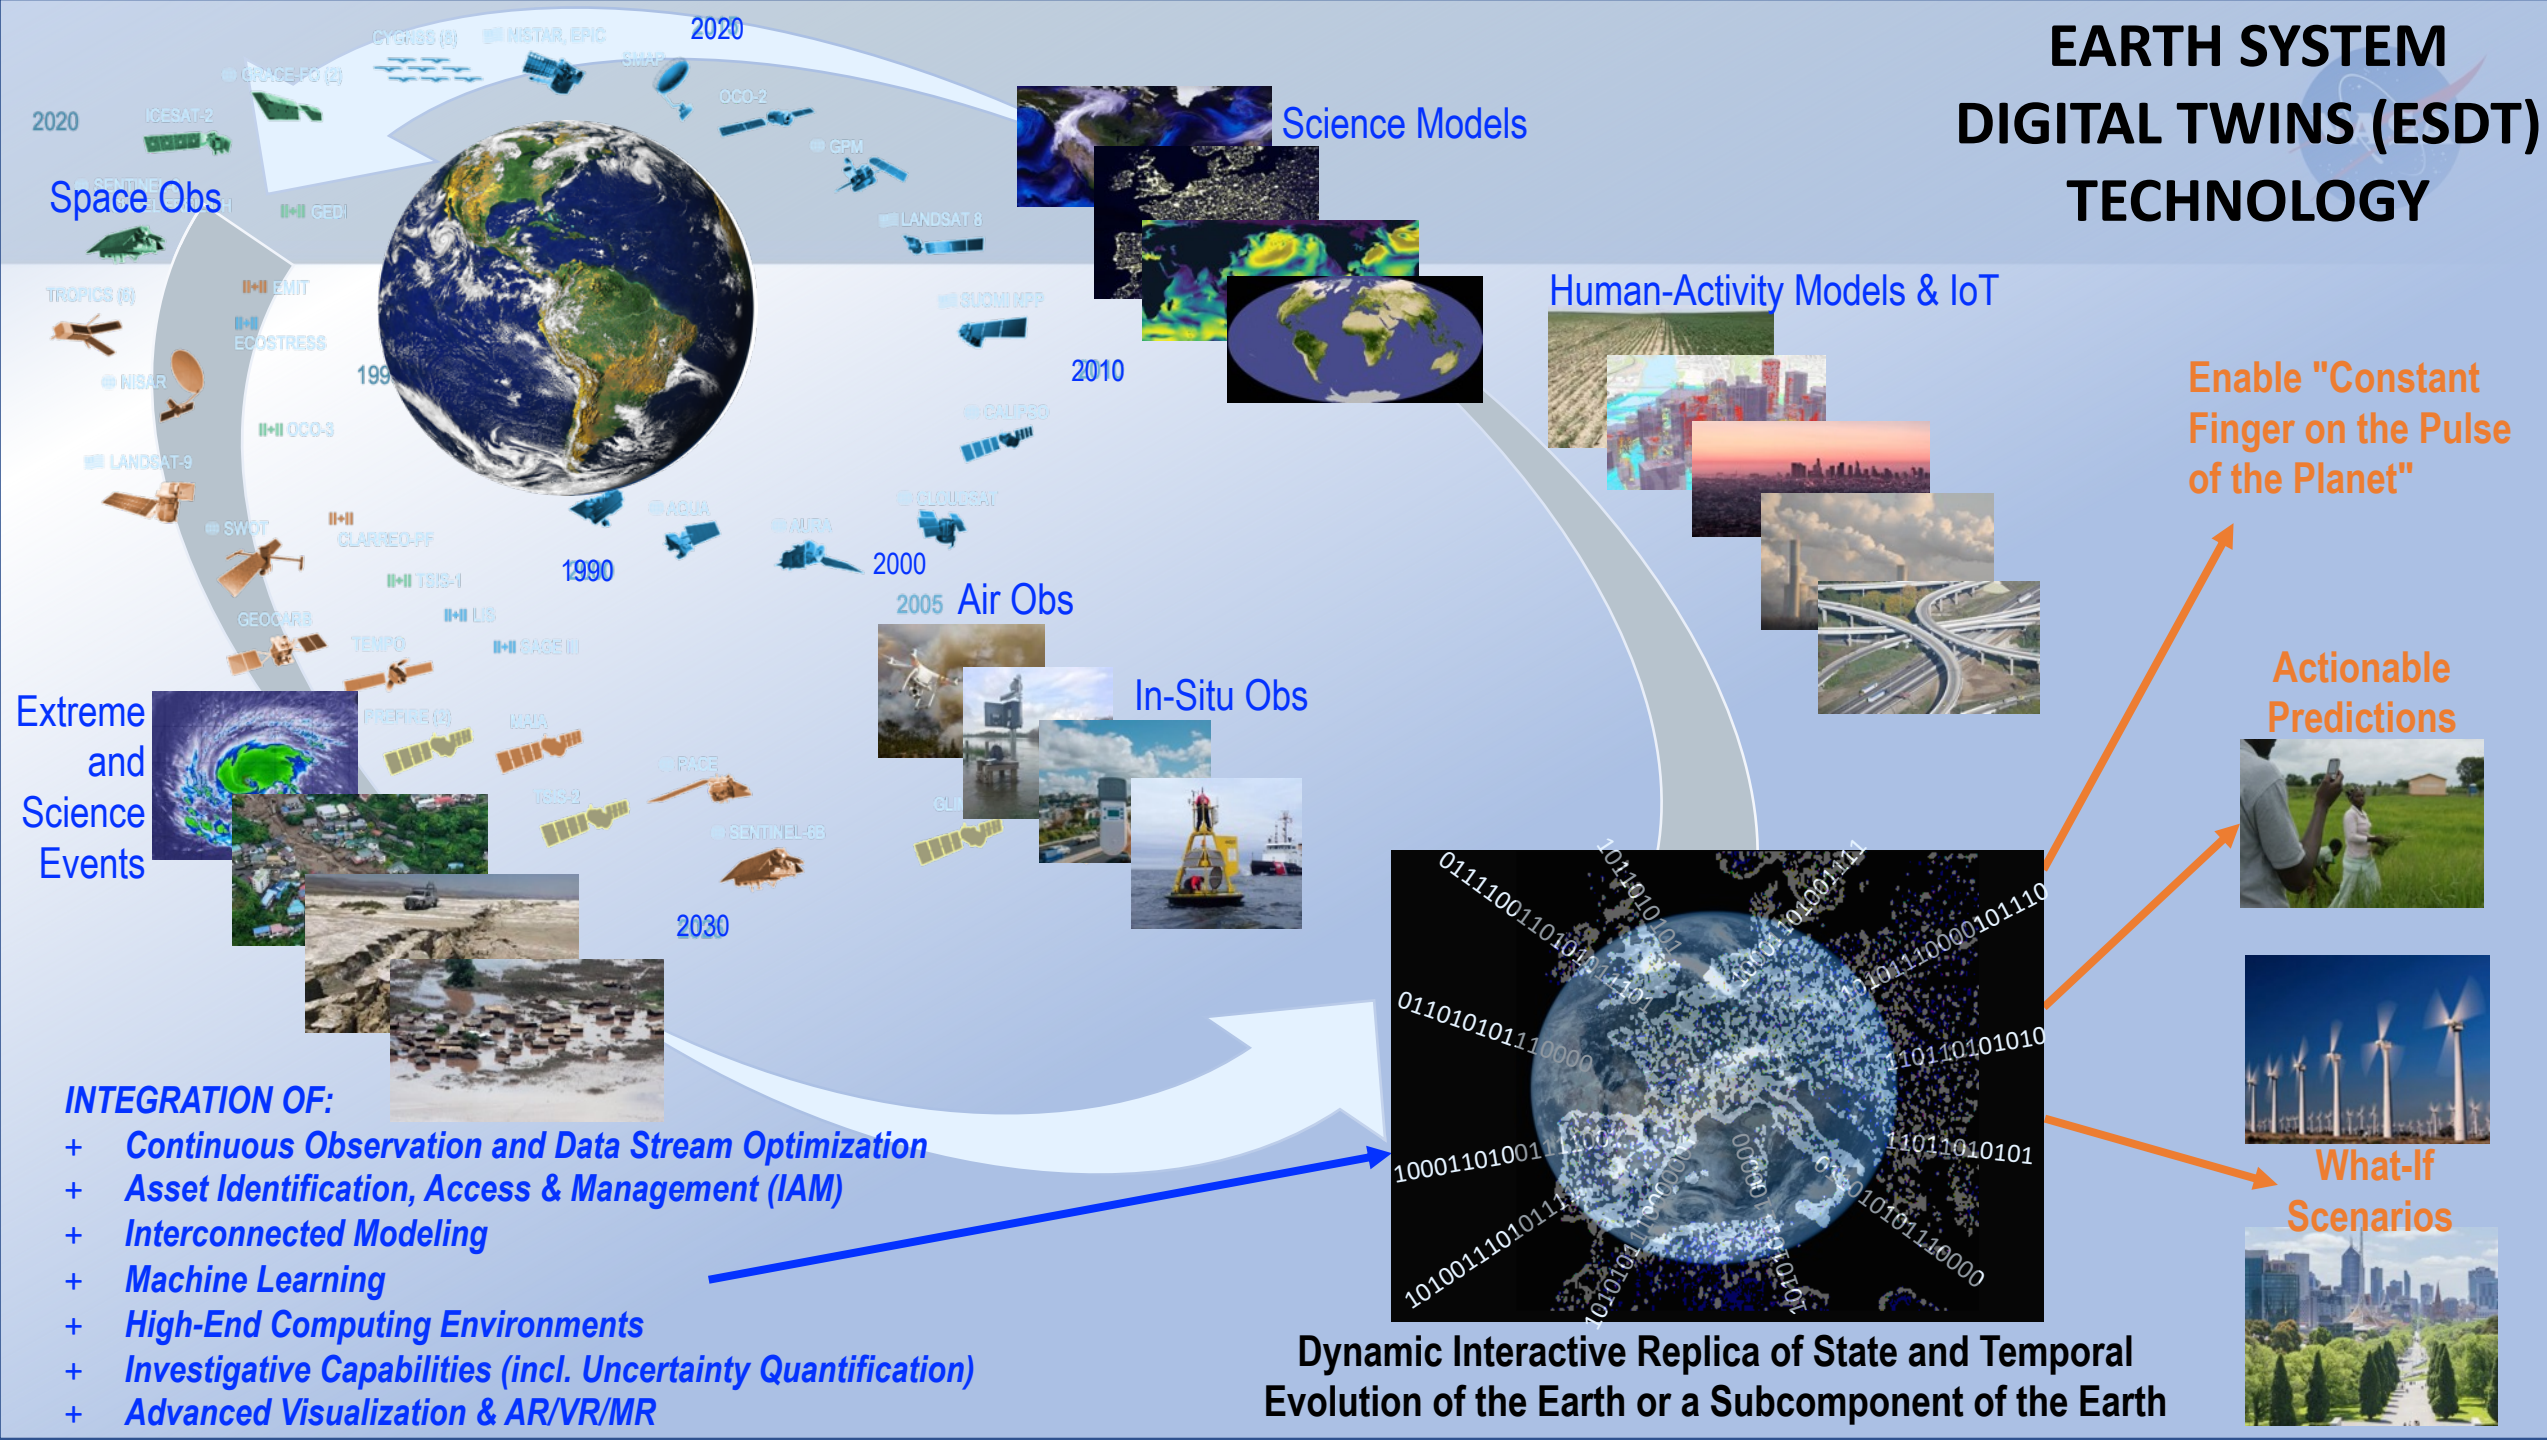 EARTH SYSTEM
DIGITAL TWINS (ESDT)
TECHNOLOGY
2020
CYGNSS (8)
NISTAR, EPIC
SMAP
GRACE-FO (2)
OCO-2
2020
ICESAT-2
GPM
Science Models
Space Obs
GEDI
LANDSAT 8
Human-Activity Models & IoT
TROPICS (6)
EMIT
SUOMI NPP
ECOSTRESS
2010
NISAR
CALIPSO
OCO-3
LANDSAT-9
Enable "Constant
Finger on the Pulse
of the Planet"
SWOT
AQUA
AURA
CLOUDSAT
CLARREO-PF
1990
2000
TSIS-1
2005
Air Obs
GEOCARB
LIS
TEMPO
SAGE III
In-Situ Obs
Actionable
Predictions
Extreme
and
Science
Events
PREFIRE (2)
MAIA
PACE
TSIS-2
SENTINEL-6B
2030
011010101110000
110110101010
11011010101
INTEGRATION OF:
+ Continuous Observation and Data Stream Optimization
+ Asset Identification, Access & Management (IAM)
+ Interconnected Modeling
+ Machine Learning
+ High-End Computing Environments
+ Investigative Capabilities (incl. Uncertainty Quantification)
+ Advanced Visualization & AR/VR/MR
What-If
Scenarios
Dynamic Interactive Replica of State and Temporal
Evolution of the Earth or a Subcomponent of the Earth